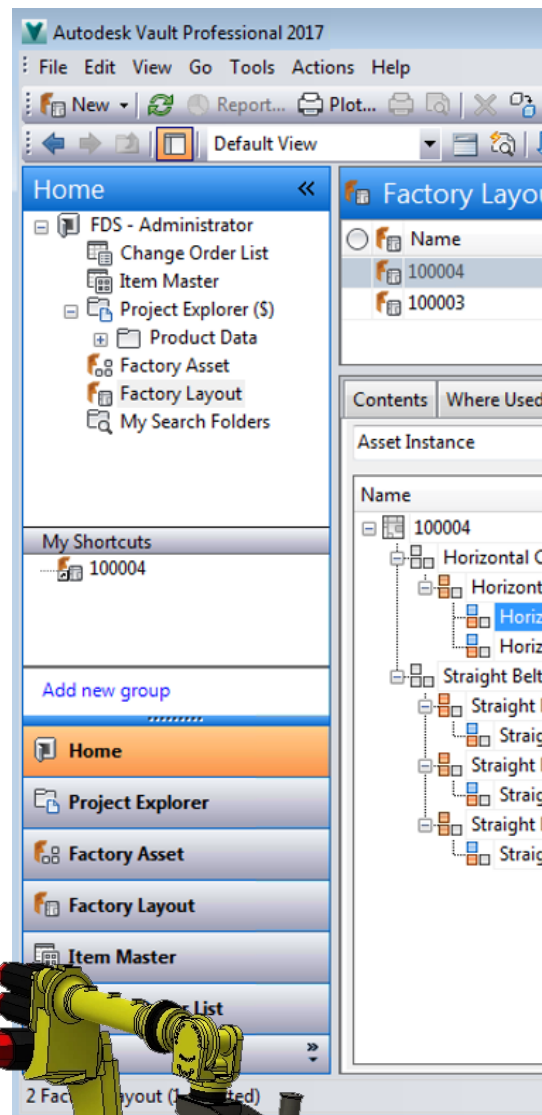 Autodesk Vault Professional 2017
File Edit View Go Tools Actions Help
New Report... Plot...
Default View
Home
FDS - Administrator
Change Order List
Item Master
Project Explorer ($)
Product Data
Factory Asset
Factory Layout
My Search Folders
My Shortcuts
100004
Add new group
Home
Project Explorer
Factory Asset
Factory Layout
Item Master
List
2 Fac
Factory Layou
Name
100004
100003
Contents Where Used
Asset Instance
Name
100004
Horizontal
Horizont
Horiz
Horiz
Straight Belt
Straight
Straig
Straight
Straig
Straight
Straig